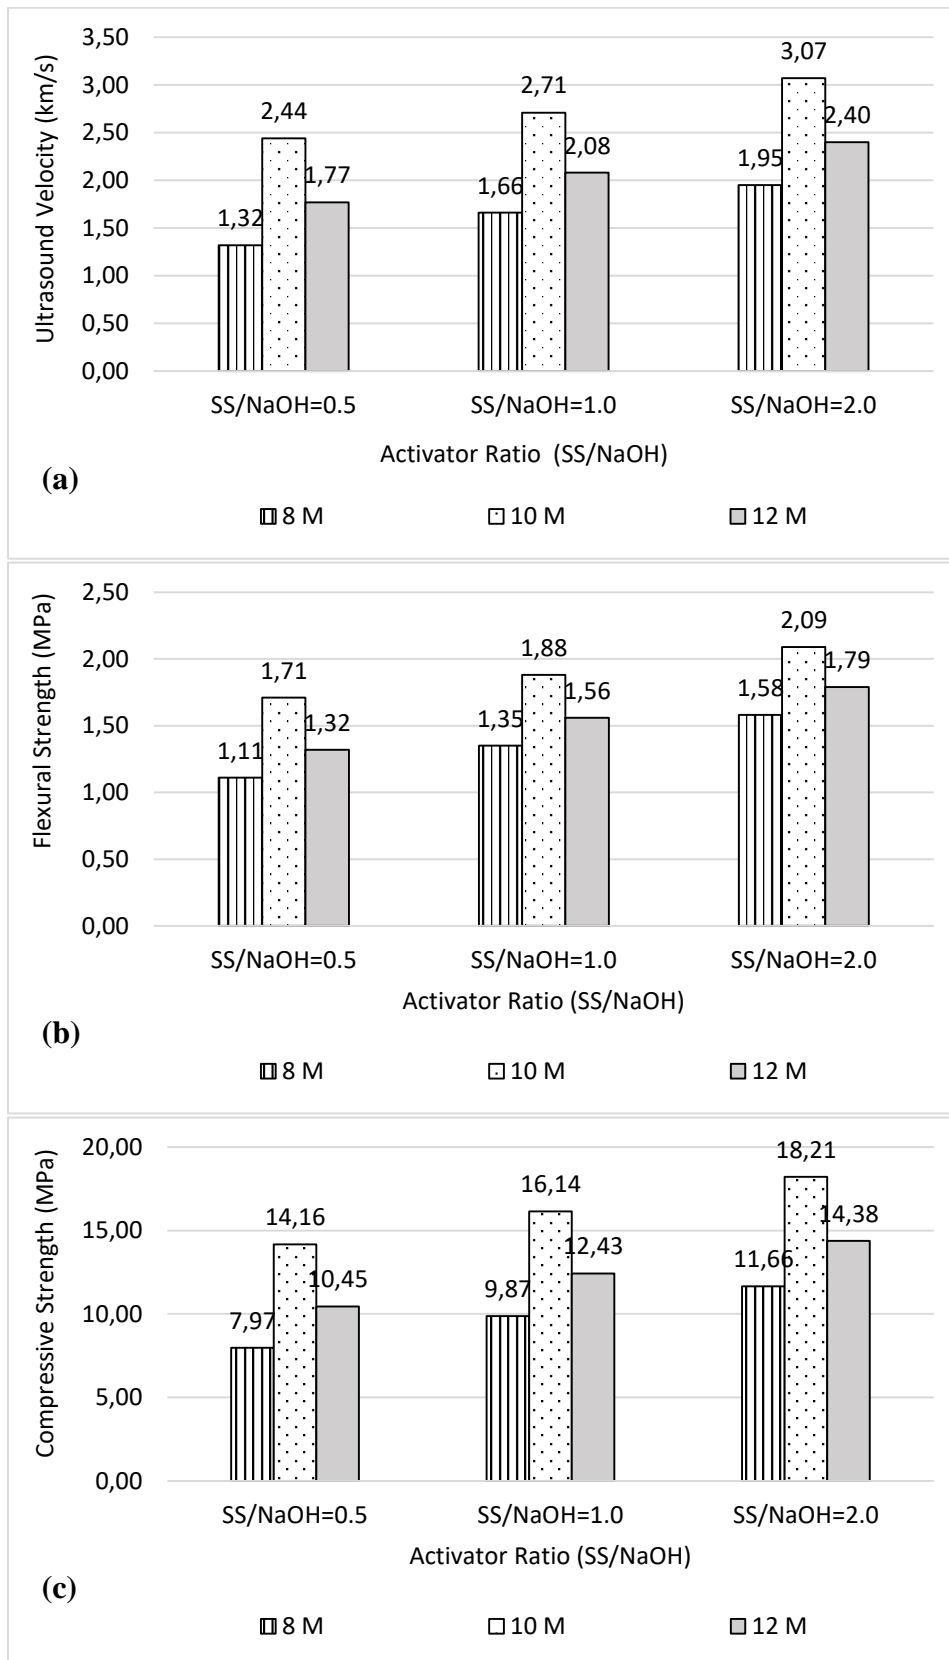 3,50
3,00
2,50
2,00
1,50
1,00
0,50
0,00
Ultrasound Velocity (km/s)
1,32 2,44 1,77
1,66 2,71 2,08
1,95 3,07 2,40
SS/NaOH=0.5 SS/NaOH=1.0 SS/NaOH=2.0
Activator Ratio (SS/NaOH)
(a)
8 M 10 M 12 M
2,50
2,00
1,50
1,00
0,50
0,00
Flexural Strength (MPa)
1,11 1,71 1,32
1,35 1,88 1,56
1,58 2,09 1,79
SS/NaOH=0.5 SS/NaOH=1.0 SS/NaOH=2.0
Activator Ratio (SS/NaOH)
(b)
8 M 10 M 12 M
20,00
15,00
10,00
5,00
0,00
Compressive Strength (MPa)
7,97 14,16 10,45
9,87 16,14 12,43
11,66 18,21 14,38
SS/NaOH=0.5 SS/NaOH=1.0 SS/NaOH=2.0
Activator Ratio (SS/NaOH)
(c)
8 M 10 M 12 M